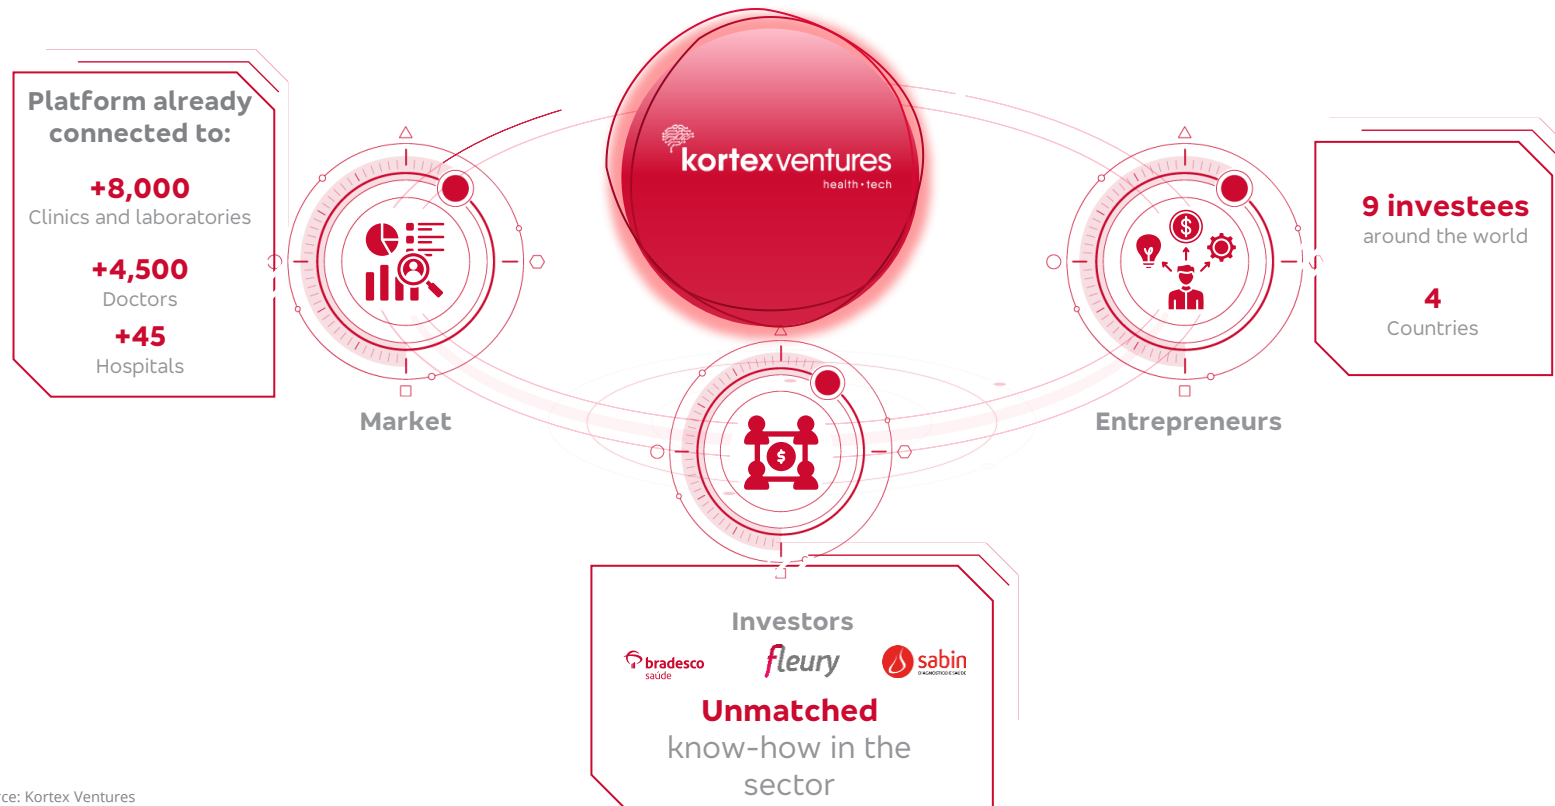 Platform already
connected to:
+8,000
Clinics and laboratories
+4,500
Doctors
+45
Hospitals
kortexventures
health•tech
9 investees
around the world
4
Countries
Market
Entrepreneurs
Investors
bradesco
saúde
fleury
sabin
DIAGNÓSTICO E SAÚDE
Unmatched
know-how in the
sector
Kortex Ventures